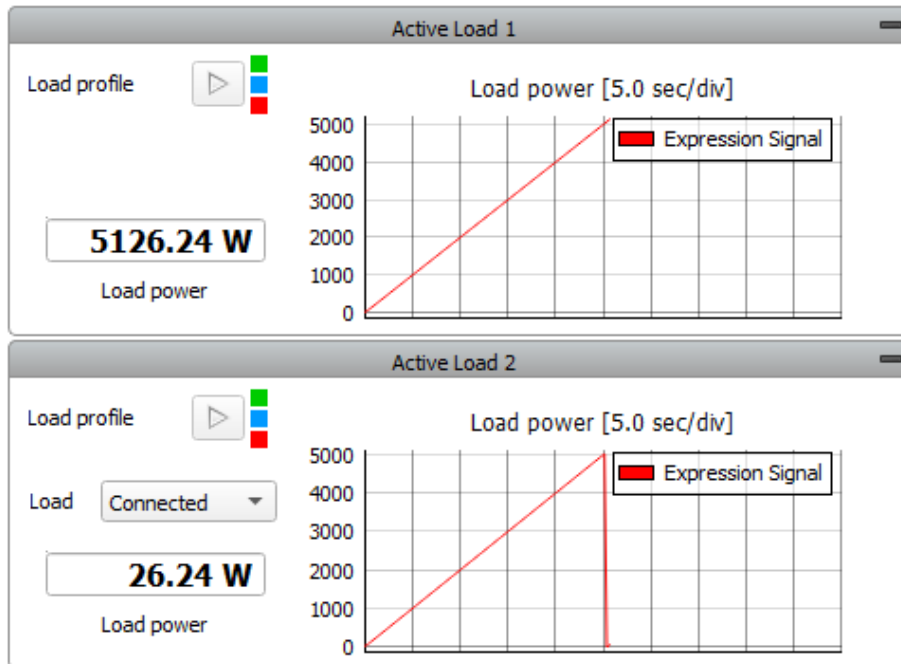 Active Load 1
Load profile
Load power [5.0 sec/div]
5000
4000
3000
2000
1000
0
Expression Signal
5126.24 W
Load power
Active Load 2
Load profile
Load power [5.0 sec/div]
5000
4000
3000
2000
1000
0
Expression Signal
Load Connected
26.24 W
Load power